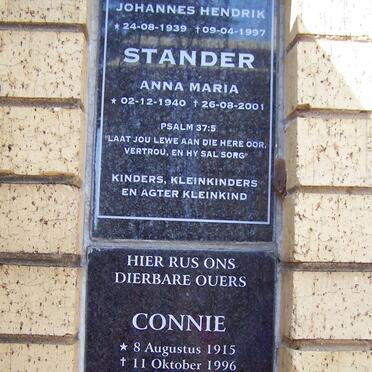 JOHANNES HENDRIK
★ 24-08-1939 † 09-04-1997
STANDER
ANNA MARIA
★ 02-12-1940 † 26-08-2001
PSALM 37:5
"LAAT JOU LEWE AAN DIE HERE OOR,
VERTROU, EN HY SAL SORG"
KINDERS, KLEINKINDERS
EN AGTER KLEINKIND
HIER RUS ONS
DIERBARE OUERS
CONNIE
★ 8 Augustus 1915
† 11 Oktober 1996